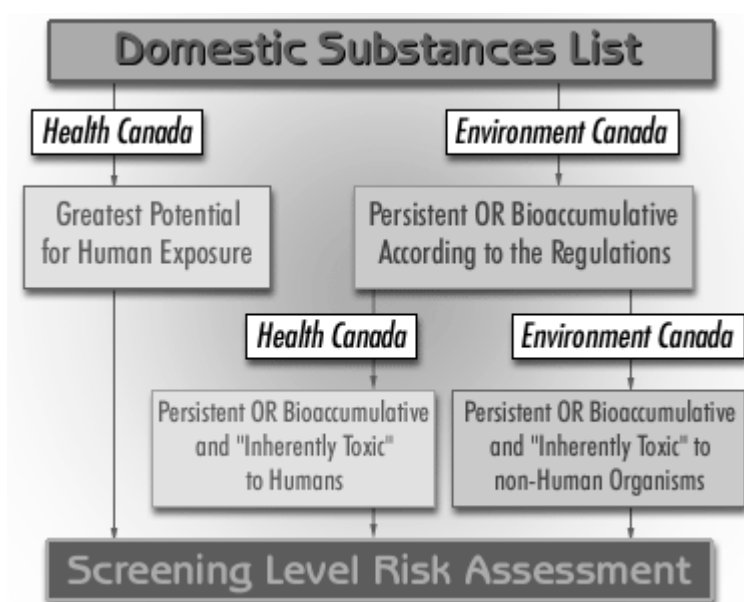 Domestic Substances List
Health Canada
Environment Canada
Greatest Potential
for Human Exposure
Persistent OR Bioaccumulative
According to the Regulations
Health Canada
Environment Canada
Persistent OR Bioaccumulative
and "Inherently Toxic"
to Humans
Persistent OR Bioaccumulative
and "Inherently Toxic" to
non-Human Organisms
Screening Level Risk Assessment